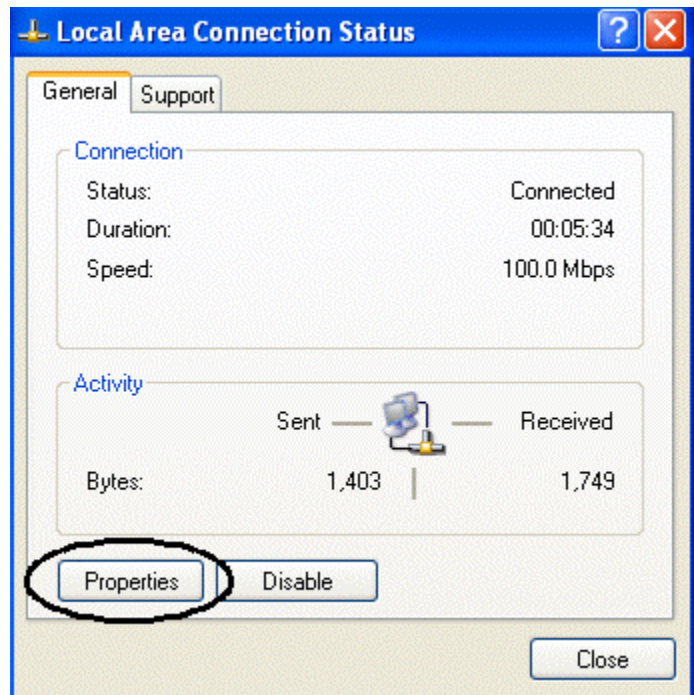 Local Area Connection Status
General Support
Connection
Status: Connected
Duration: 00:05:34
Speed: 100.0 Mbps
Activity
Sent Received
Bytes: 1,403 1,749
Properties Disable
Close